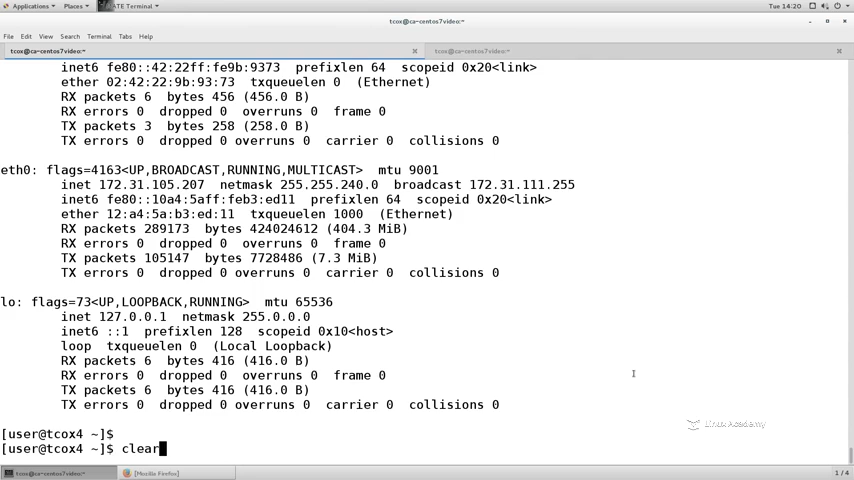 Applications Places MATE Terminal Tue 14:20
tcox@ca-centos7video:~
File Edit View Search Terminal Tabs Help
tcox@ca-centos7video:~ tcox@ca-centos7video:~
inet6 fe80::42:22ff:fe9b:9373 prefixlen 64 scopeid 0x20<link>
ether 02:42:22:9b:93:73 txqueuelen 0 (Ethernet)
RX packets 6 bytes 456 (456.0 B)
RX errors 0 dropped 0 overruns 0 frame 0
TX packets 3 bytes 258 (258.0 B)
TX errors 0 dropped 0 overruns 0 carrier 0 collisions 0
eth0: flags=4163<UP,BROADCAST,RUNNING,MULTICAST> mtu 9001
inet 172.31.105.207 netmask 255.255.240.0 broadcast 172.31.111.255
inet6 fe80::10a4:5aff:feb3:ed11 prefixlen 64 scopeid 0x20<link>
ether 12:a4:5a:b3:ed:11 txqueuelen 1000 (Ethernet)
RX packets 289173 bytes 424024612 (404.3 MiB)
RX errors 0 dropped 0 overruns 0 frame 0
TX packets 105147 bytes 7728486 (7.3 MiB)
TX errors 0 dropped 0 overruns 0 carrier 0 collisions 0
lo: flags=73<UP,LOOPBACK,RUNNING> mtu 65536
inet 127.0.0.1 netmask 255.0.0.0
inet6 ::1 prefixlen 128 scopeid 0x10<host>
loop txqueuelen 0 (Local Loopback)
RX packets 6 bytes 416 (416.0 B)
RX errors 0 dropped 0 overruns 0 frame 0
TX packets 6 bytes 416 (416.0 B)
TX errors 0 dropped 0 overruns 0 carrier 0 collisions 0
Linux Academy
[user@tcox4 ~]$
[user@tcox4 ~]$ clear
tcox@ca-centos7video:~ [Mozilla Firefox] 1 / 4